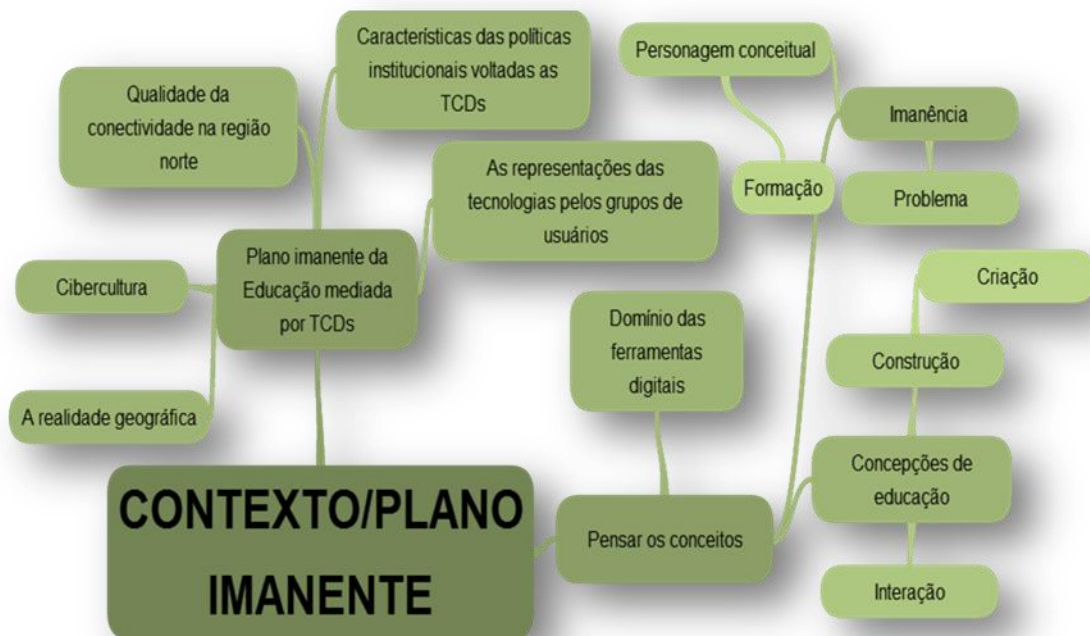 Características das políticas
institucionais voltadas as
TCDs
Personagem conceitual
Qualidade da
conectividade na região
norte
Imanência
As representações das
tecnologias pelos grupos de
usuários
Formação
Problema
Plano imanente da
Educação mediada
por TCDs
Cibercultura
Criação
Domínio das
ferramentas
digitais
Construção
A realidade geográfica
Concepções de
educação
CONTEXTO/PLANO
IMANENTE
Pensar os conceitos
Interação